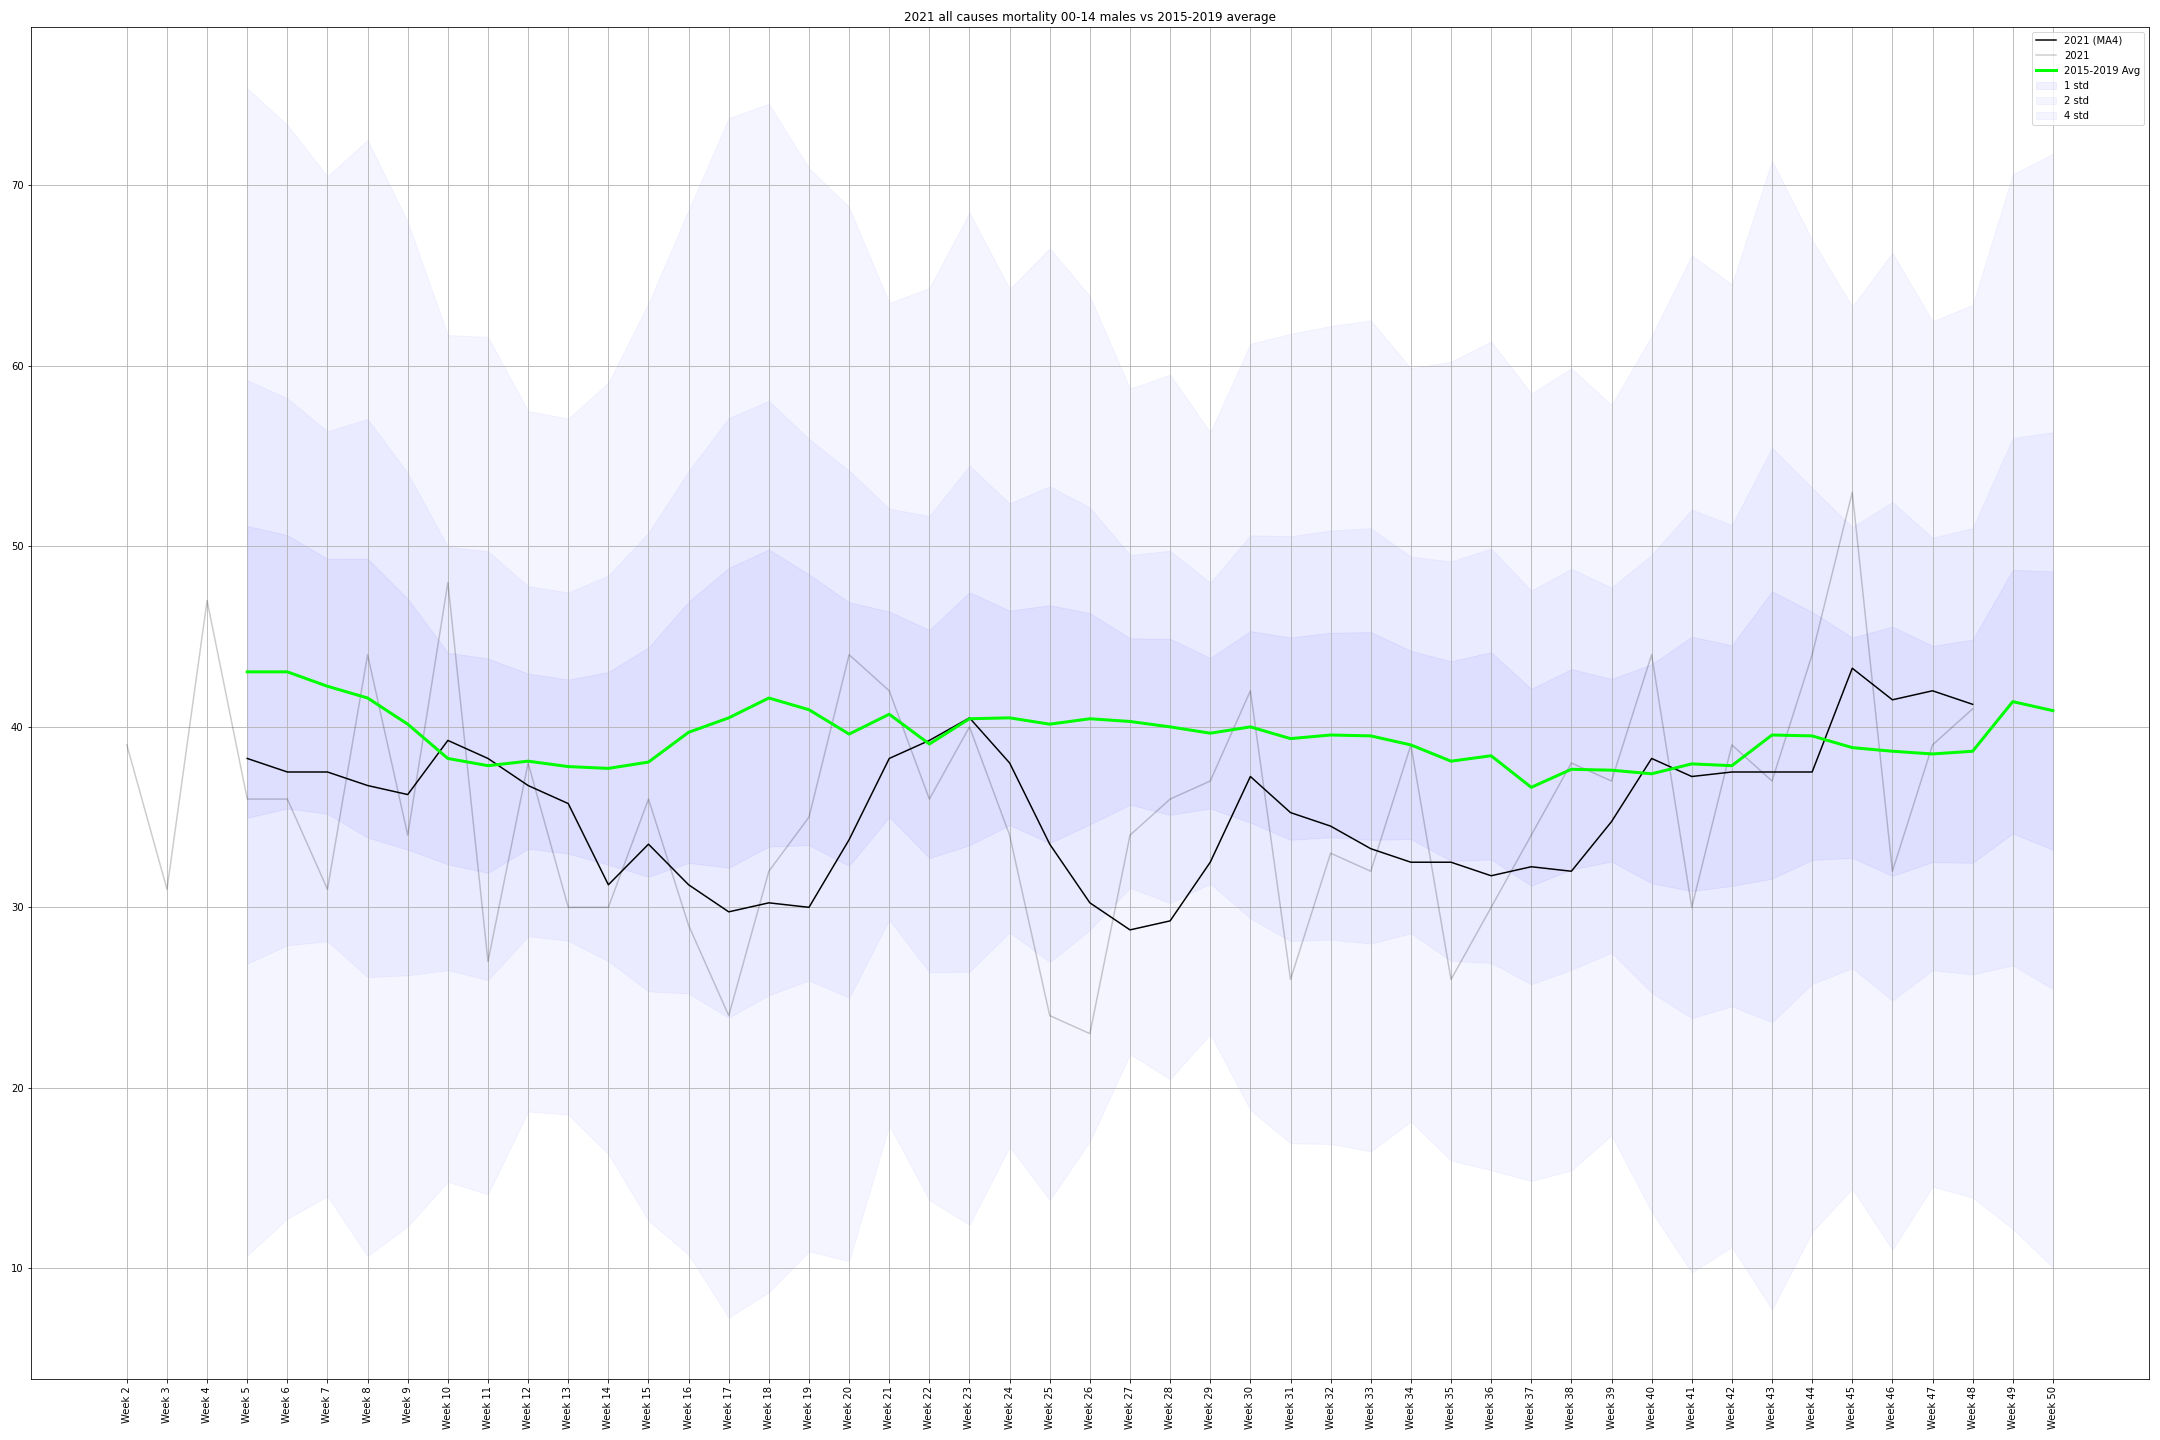 2021 all causes mortality 00-14 males vs 2015-2019 average
2021 (MA4)
2021
2015-2019 Avg
1 std
2 std
4 std
70
60
50
40
30
20
10
Week 2
Week 3
Week 4
Week 5
Week 6
Week 7
Week 8
Week 9
Week 10
Week 11
Week 12
Week 13
Week 14
Week 15
Week 16
Week 17
Week 18
Week 19
Week 20
Week 21
Week 22
Week 23
Week 24
Week 25
Week 26
Week 27
Week 28
Week 29
Week 30
Week 31
Week 32
Week 33
Week 34
Week 35
Week 36
Week 37
Week 38
Week 39
Week 40
Week 41
Week 42
Week 43
Week 44
Week 45
Week 46
Week 47
Week 48
Week 49
Week 50